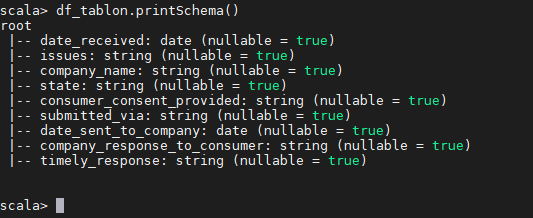 scala> df_tablon.printSchema()
root
 |-- date_received: date (nullable = true)
 |-- issues: string (nullable = true)
 |-- company_name: string (nullable = true)
 |-- state: string (nullable = true)
 |-- consumer_consent_provided: string (nullable = true)
 |-- submitted_via: string (nullable = true)
 |-- date_sent_to_company: date (nullable = true)
 |-- company_response_to_consumer: string (nullable = true)
 |-- timely_response: string (nullable = true)
scala>